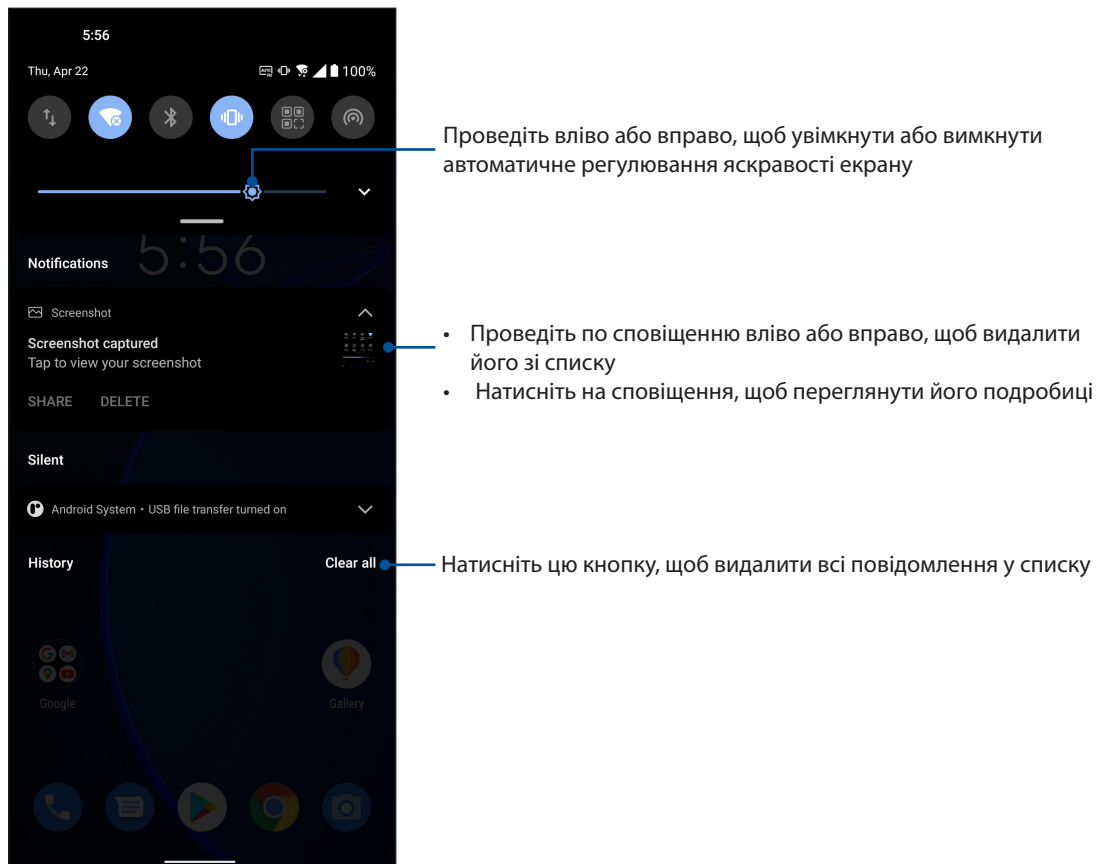 5:56
Thu, Apr 22
100%
Проведіть вліво або вправо, щоб увімкнути або вимкнути
автоматичне регулювання яскравості екрану
5:56
Notifications
Screenshot
Screenshot captured
Tap to view your screenshot
SHARE DELETE
• Проведіть по сповіщенню вліво або вправо, щоб видалити
його зі списку
• Натисніть на сповіщення, щоб переглянути його подробиці
Silent
Android System • USB file transfer turned on
History Clear all
Натисніть цю кнопку, щоб видалити всі повідомлення у списку
Google Gallery